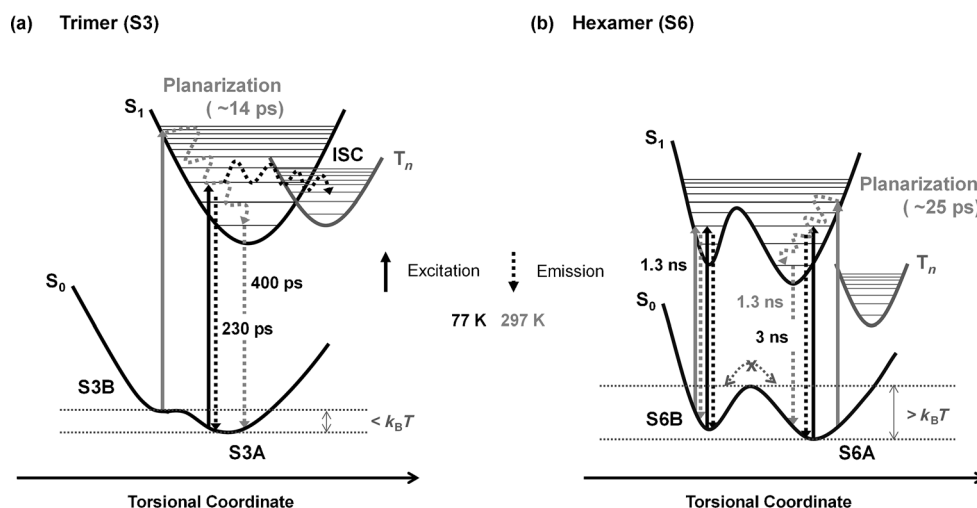 (a) Trimer (S3)
Planarization
( ~14 ps)
S1
ISC
Tn
400 ps
230 ps
S0
S3B
S3A
< kBT
Torsional Coordinate
Excitation
Emission
77 K 297 K
(b) Hexamer (S6)
S1
Planarization
(~25 ps)
Tn
1.3 ns
1.3 ns
3 ns
S0
x
S6B
S6A
> kBT
Torsional Coordinate